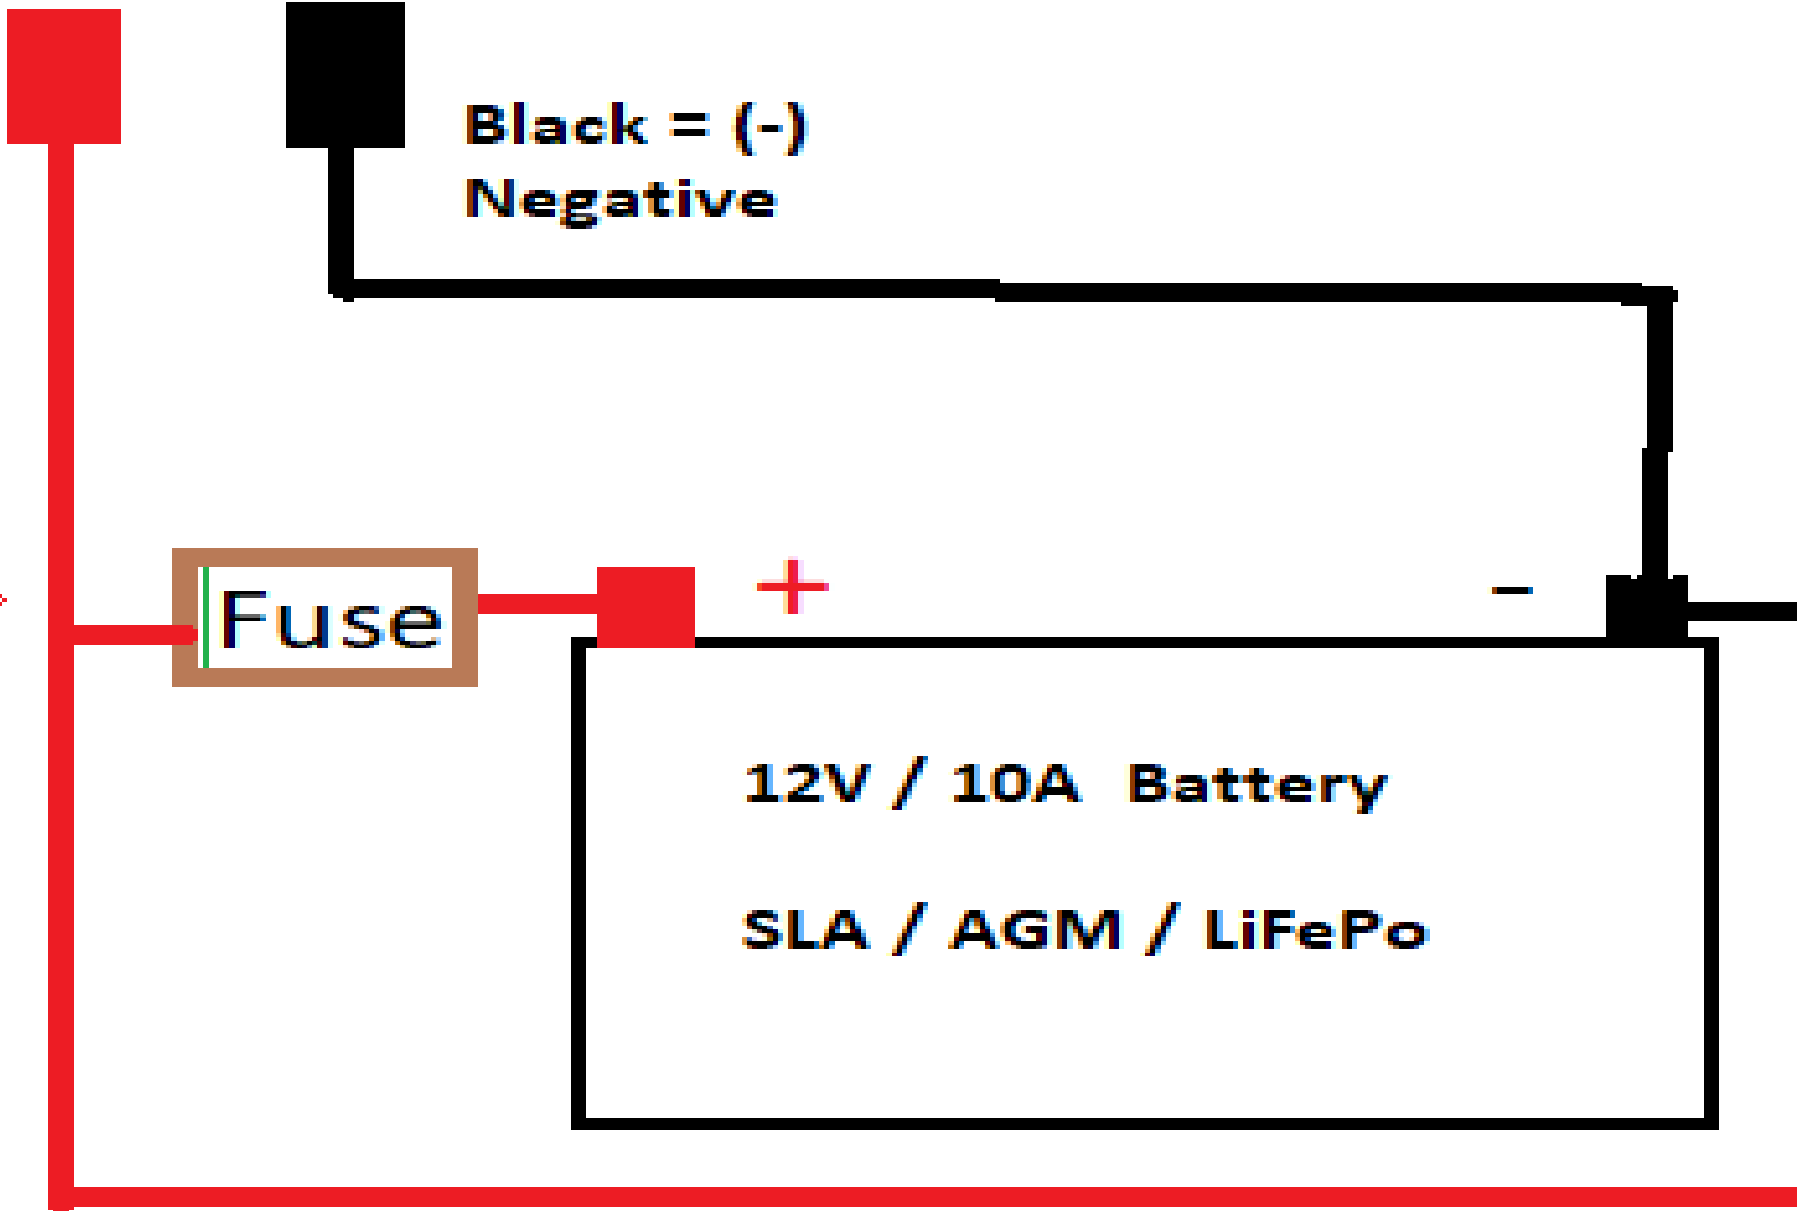 Black = (-)
Negative
+
-
Fuse
12V / 10A Battery
SLA / AGM / LiFePo